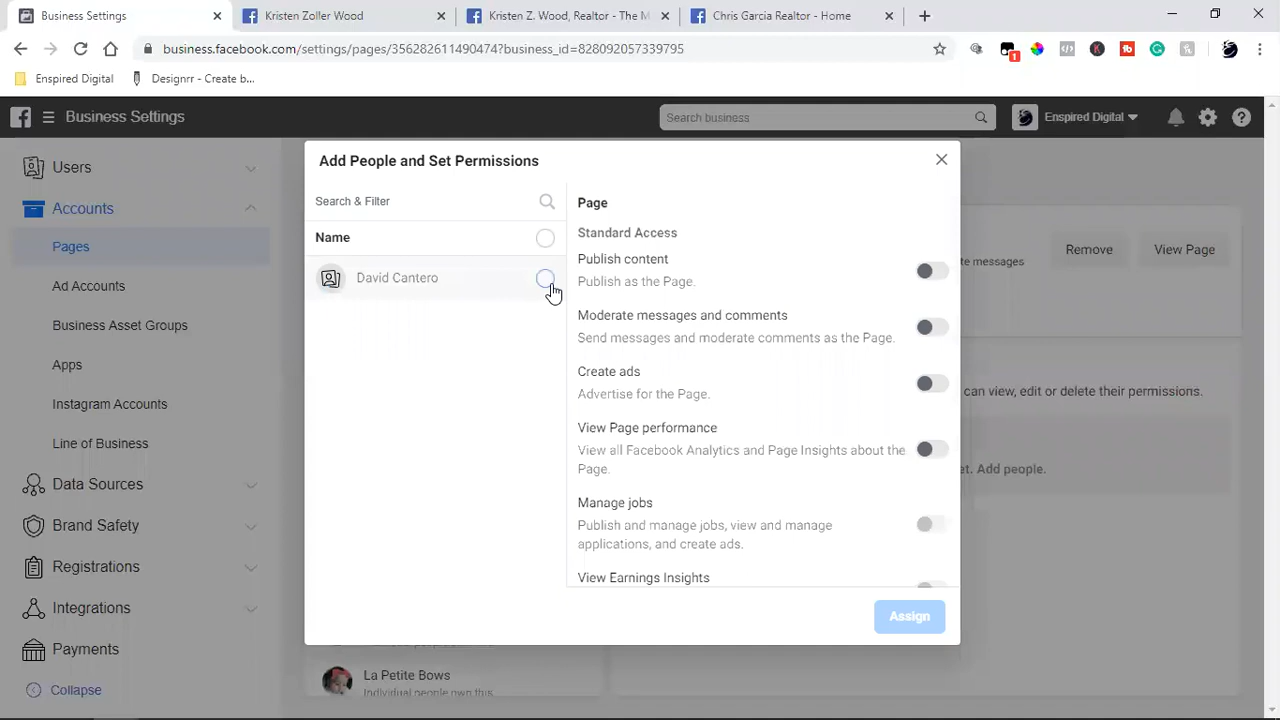 Business Settings
Kristen Zoller Wood
Kristen Z. Wood, Realtor - The M
Chris Garcia Realtor - Home
business.facebook.com/settings/pages/356282611490474?business_id=828092057339795
1
Enspired Digital
Designrr - Create b...
Business Settings
Search business
Enspired Digital
Users
Accounts
Pages
Ad Accounts
Business Asset Groups
Apps
Instagram Accounts
Line of Business
Data Sources
Brand Safety
Registrations
Integrations
Payments
Collapse
Add People and Set Permissions
Search & Filter
Name
David Cantero
Page
Standard Access
Publish content
Publish as the Page.
Moderate messages and comments
Send messages and moderate comments as the Page.
Create ads
Advertise for the Page.
View Page performance
View all Facebook Analytics and Page Insights about the
Page.
Manage jobs
Publish and manage jobs, view and manage
applications, and create ads.
View Earnings Insights
Assign
Remove
View Page
te messages
can view, edit or delete their permissions.
et. Add people.
La Petite Bows
Individual people own this